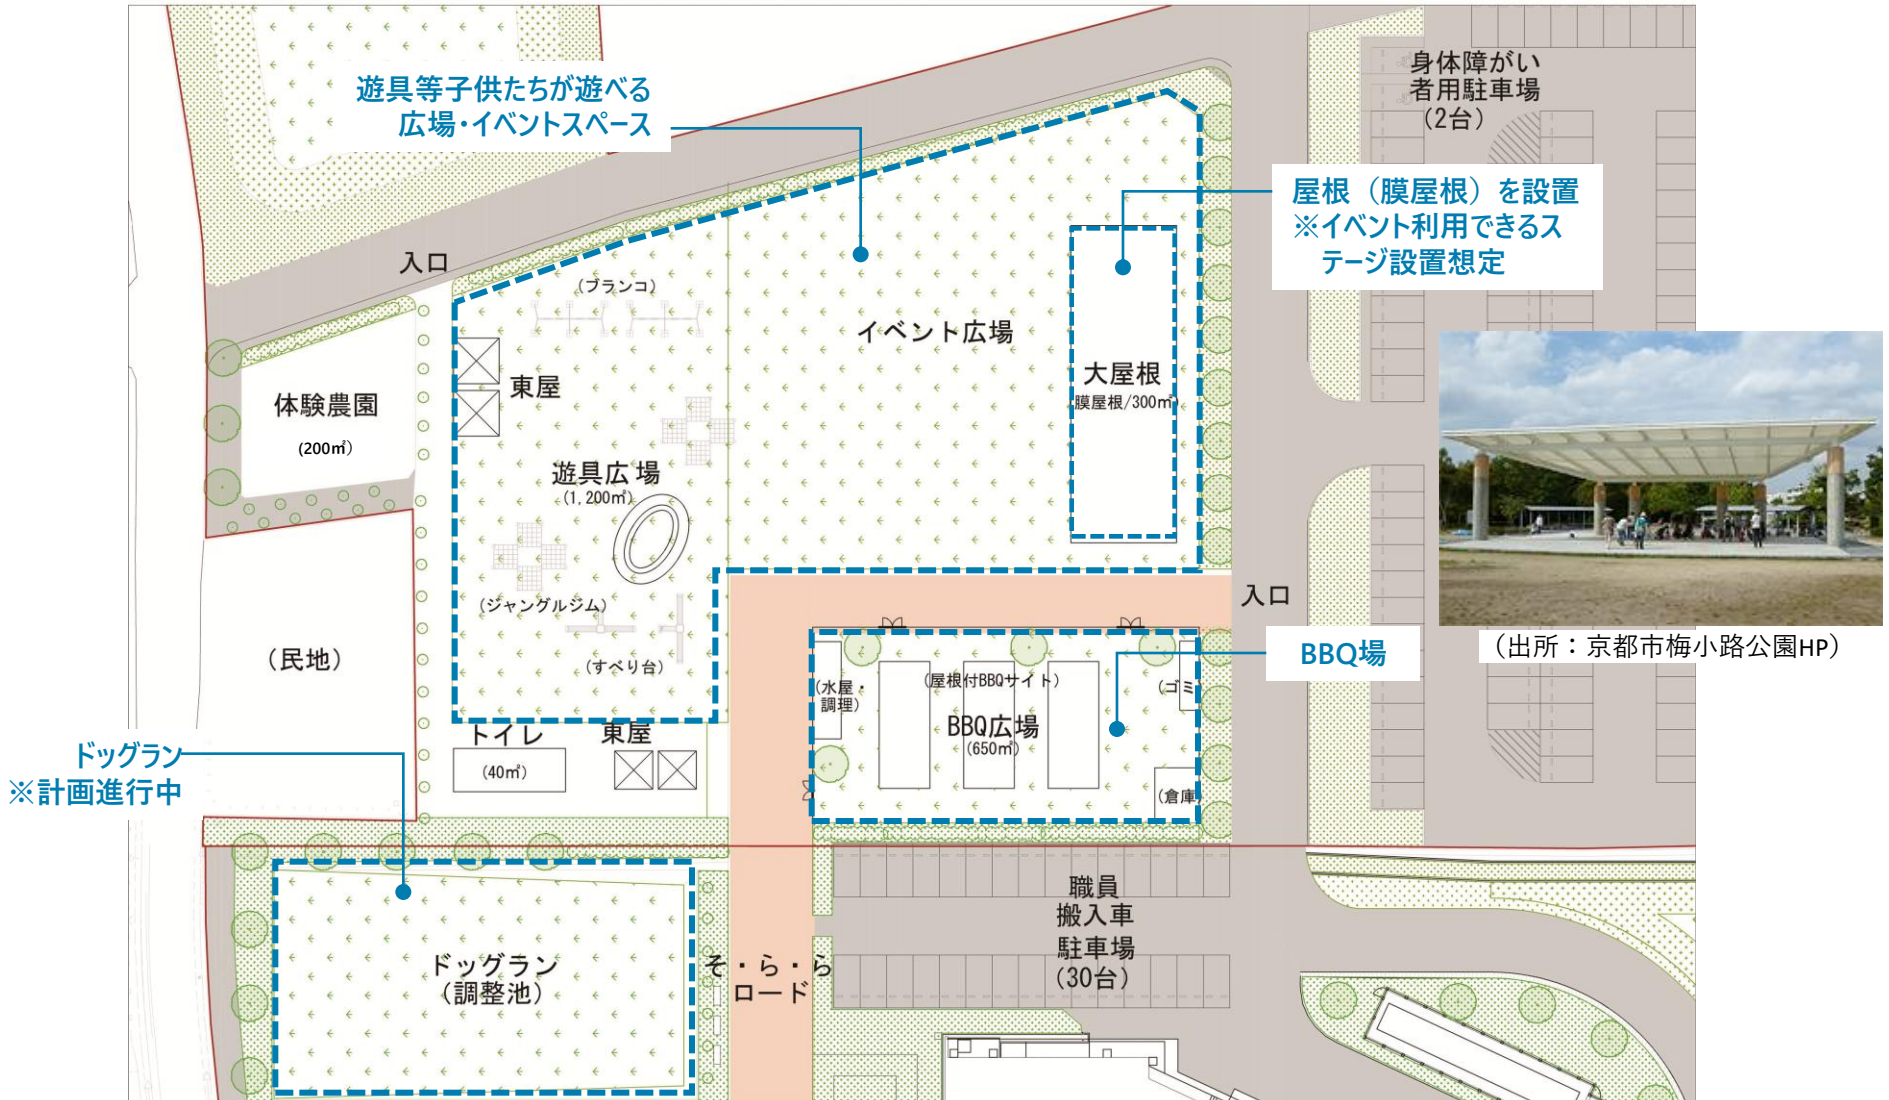 遊具等子供たちが遊べる
広場・イベントスペース
身体障がい
者用駐車場
（2台）
屋根（膜屋根）を設置
※イベント利用できるス
テージ設置想定
入口
（ブランコ）
イベント広場
東屋
大屋根
（膜屋根/300㎡）
体験農園
（200㎡）
遊具広場
（1,200㎡）
（ジャングルジム）
入口
（すべり台）
（民地）
BBQ場
（出所：京都市梅小路公園HP）
（水屋・
調理）
（屋根付BBQサイト）
（ゴミ）
BBQ広場
（650㎡）
トイレ
（40㎡）
東屋
（倉庫）
ドッグラン
※計画進行中
職員
搬入車
駐車場
（30台）
ドッグラン
（調整池）
そ・ら・ら
ロード